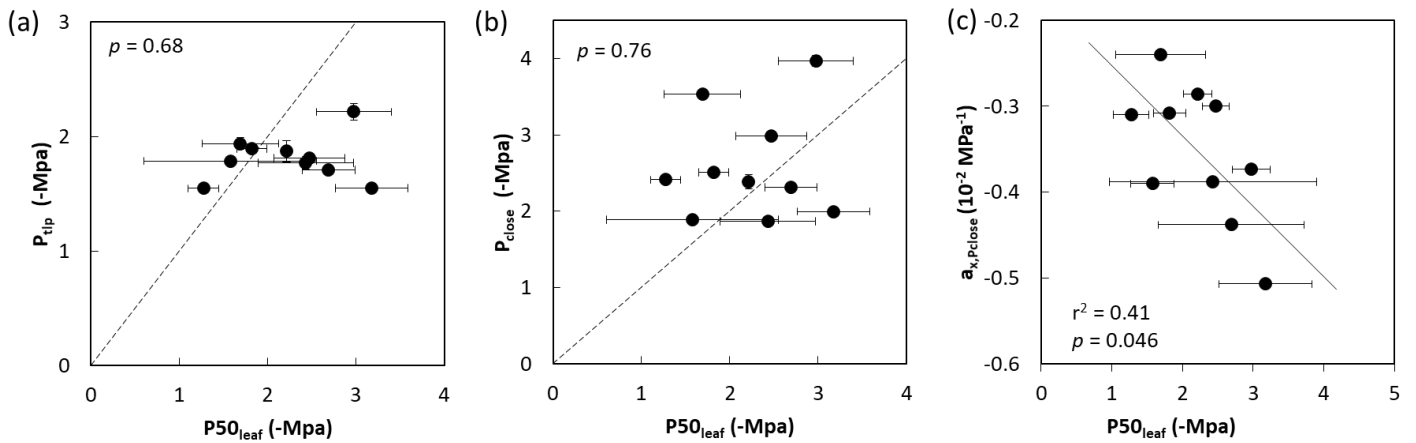 (a)
p = 0.68
3
2
1
0
P_tlp (-Mpa)
0 1 2 3 4
P50_leaf (-Mpa)
(b)
p = 0.76
4
3
2
1
0
P_close (-Mpa)
0 1 2 3 4
P50_leaf (-Mpa)
(c)
-0.2
-0.3
-0.4
-0.5
-0.6
a_x,Pclose (10⁻² MPa⁻¹)
r² = 0.41
p = 0.046
0 1 2 3 4 5
P50_leaf (-Mpa)